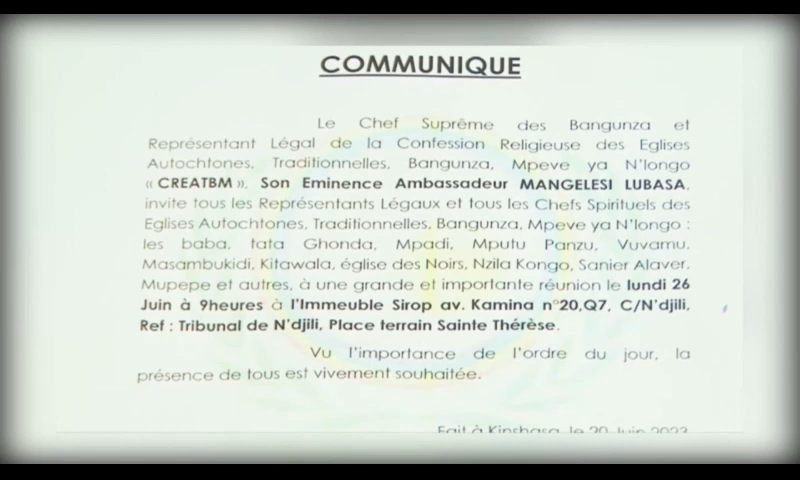 COMMUNIQUE
Le Chef Suprême des Bangunza et
Représentant Légal de la Confession Religieuse des Eglises
Autochtones, Traditionnelles, Bangunza, Mpeve ya N'longo
« CREATBM », Son Eminence Ambassadeur MANGELESI LUBASA,
invite tous les Représentants Légaux et tous les Chefs Spirituels des
Eglises Autochtones, Traditionnelles, Bangunza, Mpeve ya N'longo :
les baba, tata Ghonda, Mpadi, Mputu Panzu, Vuvamu,
Masambukidi, Kitawala, église des Noirs, Nzila Kongo, Sanier Alaver,
Mupepe et autres, à une grande et importante réunion le lundi 26
Juin à 9heures à l'Immeuble Sirop av. Kamina n°20,Q7, C/N'djili,
Ref : Tribunal de N'djili, Place terrain Sainte Thérèse.
Vu l'importance de l'ordre du jour, la
présence de tous est vivement souhaitée.
Fait à Kinshasa, le 20 Juin 2023